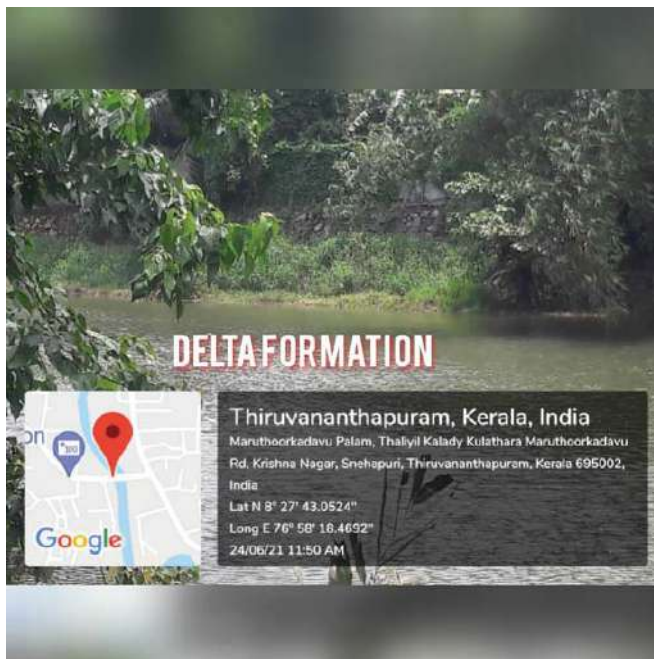 DELTA FORMATION
on
Google
Thiruvananthapuram, Kerala, India
Maruthoorkadavu Palam, Thaliyil Kalady Kulathara Maruthoorkadavu
Rd, Krishna Nagar, Snehapuri, Thiruvananthapuram, Kerala 695002,
India
Lat N 8° 27' 43.0524"
Long E 76° 58' 18.4692"
24/06/21 11:50 AM